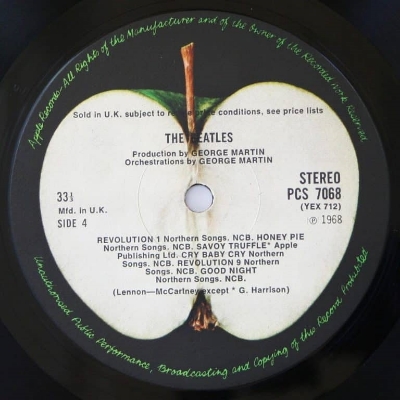 Apple Records-All Rights of the Manufacturer and of the owner of the Recorded Work Reserved
Sold in U.K. subject to resale price conditions, see price lists
THE BEATLES
Production by GEORGE MARTIN
Orchestrations by GEORGE MARTIN
33⅓
Mfd. in U.K.
SIDE 4
STEREO
PCS 7068
(YEX 712)
℗ 1968
REVOLUTION 1 Northern Songs. NCB. HONEY PIE
Northern Songs. NCB. SAVOY TRUFFLE* Apple
Publishing Ltd. CRY BABY CRY Northern
Songs. NCB. REVOLUTION 9 Northern
Songs. NCB. GOOD NIGHT
Northern Songs. NCB.
(Lennon—McCartney except * G. Harrison)
Unauthorised Public Performance, Broadcasting and Copying of this Record Prohibited